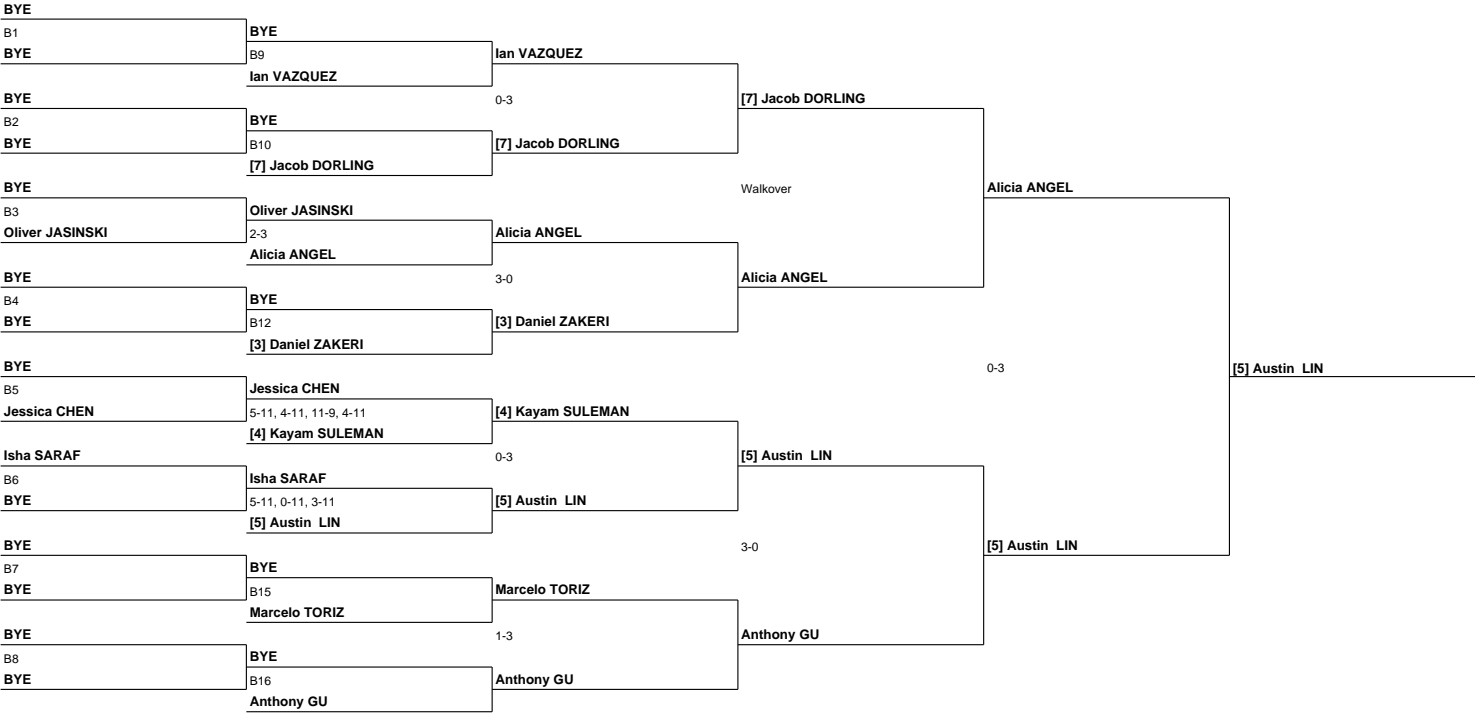 BYE
B1
BYE
BYE
B9
Ian VAZQUEZ
Ian VAZQUEZ
0-3
BYE
B2
BYE
BYE
B10
[7] Jacob DORLING
[7] Jacob DORLING
[7] Jacob DORLING
Walkover
BYE
B3
Oliver JASINSKI
Oliver JASINSKI
2-3
Alicia ANGEL
Alicia ANGEL
3-0
BYE
B4
BYE
BYE
B12
[3] Daniel ZAKERI
[3] Daniel ZAKERI
Alicia ANGEL
Alicia ANGEL
0-3
BYE
B5
Jessica CHEN
Jessica CHEN
5-11, 4-11, 11-9, 4-11
[4] Kayam SULEMAN
[4] Kayam SULEMAN
0-3
Isha SARAF
B6
BYE
Isha SARAF
5-11, 0-11, 3-11
[5] Austin  LIN
[5] Austin  LIN
[5] Austin  LIN
3-0
BYE
B7
BYE
BYE
B15
Marcelo TORIZ
Marcelo TORIZ
1-3
BYE
B8
BYE
BYE
B16
Anthony GU
Anthony GU
Anthony GU
[5] Austin  LIN
[5] Austin  LIN